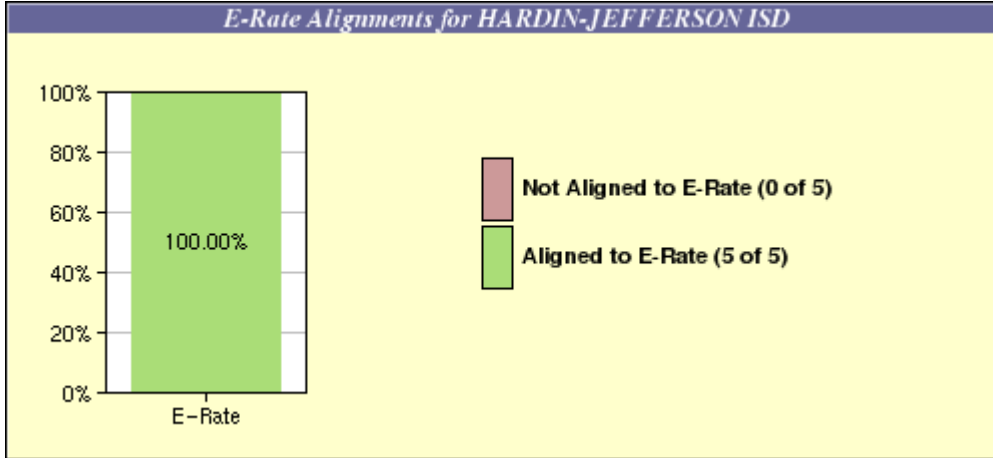 E-Rate Alignments for HARDIN-JEFFERSON ISD
100%
80%
60%
40%
20%
0%
100.00%
E-Rate
Not Aligned to E-Rate (0 of 5)
Aligned to E-Rate (5 of 5)